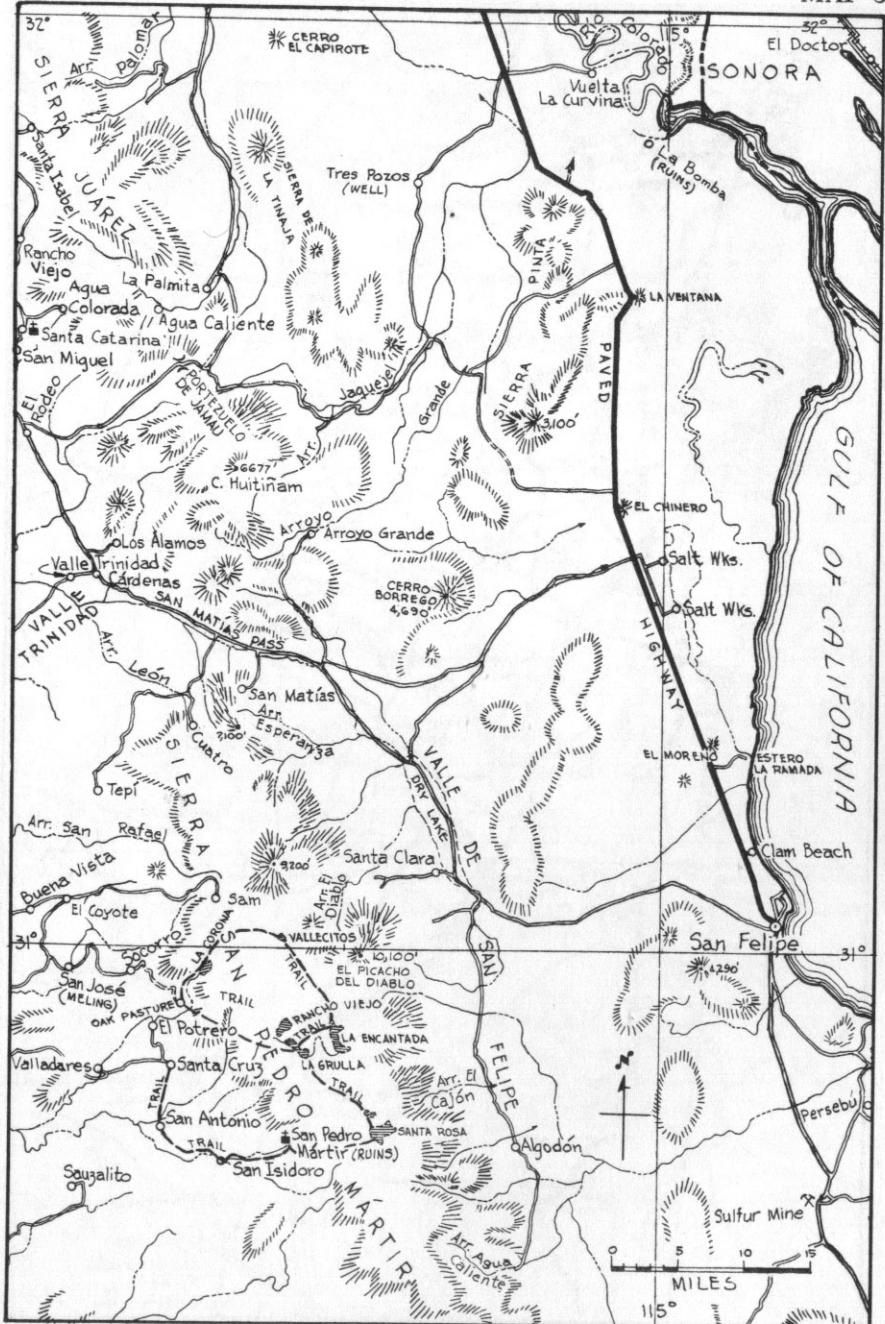 MAP
32°
32°
5°
CERRO
EL CAPIROTE
Arr. Palomar
RÍO COLORADO
El Doctor
SONORA
Vuelta
La Curvina
SIERRA
JUAREZ
SIERRA DE
LA TINAJA
Tres Pozos
(WELL)
La Bomba
(RUINS)
Santa Isabel
Rancho
Viejo
La Palmita
Agua
Colorada
Agua Caliente
Santa Catarina
San Miguel
PINTA
SIERRA
3,100'
LA VENTANA
PAVED
HIGHWAY
GULF OF CALIFORNIA
El Rodeo
PORTEZUELO
DE JAMAU
Jaquejel
Arr.
Grande
6677'
C. Huitiñam
EL CHINERO
Arroyo
Arroyo Grande
Los Alamos
Valle Trinidad
Cárdenas
VALLE
TRINIDAD
SAN MATIAS PASS
CERRO
BORREGO
4,690'
Salt Wks.
Salt Wks.
Arr. León
San Matías
Arr. Esperanza
7,100'
Cuatro
Tepi
SIERRA
SAN
PEDRO
MARTIR
VALLE
DE
SAN
FELIPE
DRY LAKE
EL MORENO
ESTERO
LA RAMADA
Arr. San Rafael
9,200'
Santa Clara
Clam Beach
Buena Vista
El Coyote
Sam
Arr. El Diablo
San Felipe
31°
31°
VALLECITOS
10,100'
EL PICACHO
DEL DIABLO
LA CORONA
Socorro
San José
(MELING)
TRAIL
TRAIL
OAK PASTURE
RANCHO VIEJO
TRAIL
LA ENCANTADA
LA GRULLA
El Potrero
1,290'
Valladares
Santa Cruz
TRAIL
TRAIL
Arr. El
Cajón
N
San Antonio
TRAIL
San Pedro
Mártir (RUINS)
SANTA ROSA
San Isidoro
Algodón
Persebú
Sauzalito
Arr. Agua
Caliente
Sulfur Mine
0 5 10 15
MILES
115°